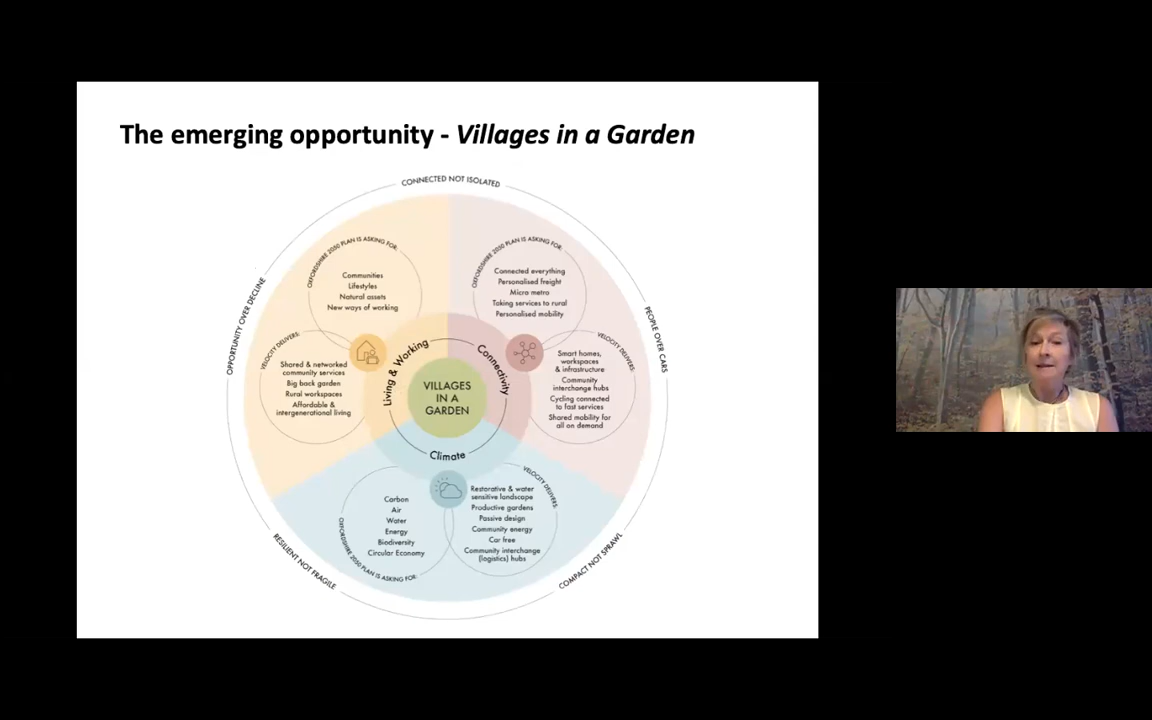 The emerging opportunity - Villages in a Garden
CONNECTED NOT ISOLATED
OPPORTUNITY OVER DECLINE
PEOPLE OVER CARS
RESILIENT NOT FRAGILE
COMPACT NOT SPRAWL
OXFORDSHIRE 2050 PLAN IS ASKING FOR:
Communities
Lifestyles
Natural assets
New ways of working
VELOCITY DELIVERS:
Shared & networked
community services
Big back garden
Rural workspaces
Affordable &
intergenerational living
Living & Working
OXFORDSHIRE 2050 PLAN IS ASKING FOR:
Connected everything
Personalised freight
Micro metro
Taking services to rural
Personalised mobility
VELOCITY DELIVERS:
Smart homes,
workspaces
& infrastructure
Community
interchange hubs
Cycling connected
to fast services
Shared mobility for
all on demand
Connectivity
VILLAGES
IN A
GARDEN
Climate
OXFORDSHIRE 2050 PLAN IS ASKING FOR:
Carbon
Air
Water
Energy
Biodiversity
Circular Economy
VELOCITY DELIVERS:
Restorative & water
sensitive landscape
Productive gardens
Passive design
Community energy
Car free
Community interchange
(logistics) hubs